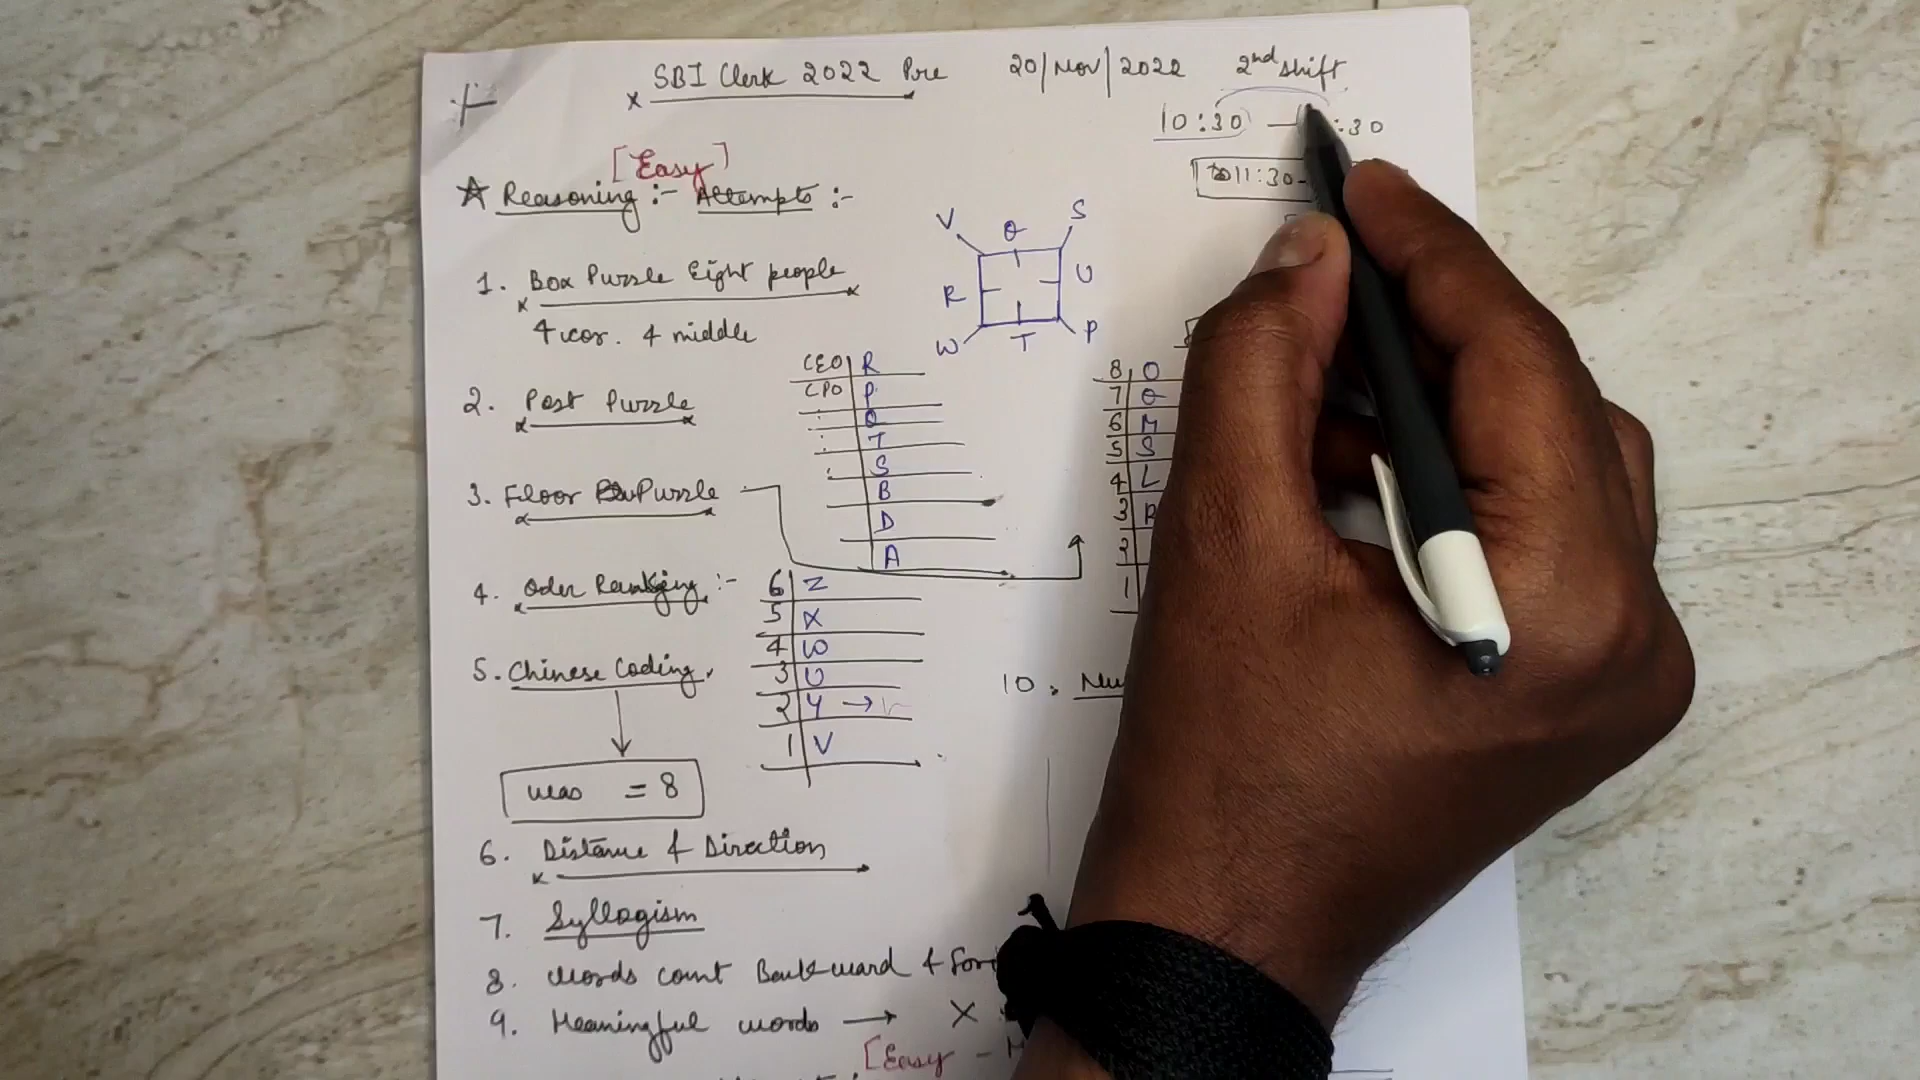 SBI Clerk 2022 Pre 20/Nov/2022 2nd shift
10:30 — :30
[Easy]
11:30-
☆ Reasoning :- Attempts :-
1. Box Puzzle Eight people
4 cor. 4 middle
V Q S
R U
W T P
2. Post Puzzle
CEO R
CPO P
Q
T
S
B
D
A
3. Floor Puzzle
8 O
7 Q
6 M
5 S
4 L
3 R
2
1
4. Oder Ranking :-
6 Z
5 X
4 W
3 U
2 Y →
1 V
5. Chinese Coding.
= 8
10.
6. Distance & Direction
7. Syllogism
8. Words count Backward &
9. Meaningful words → X
[Easy -